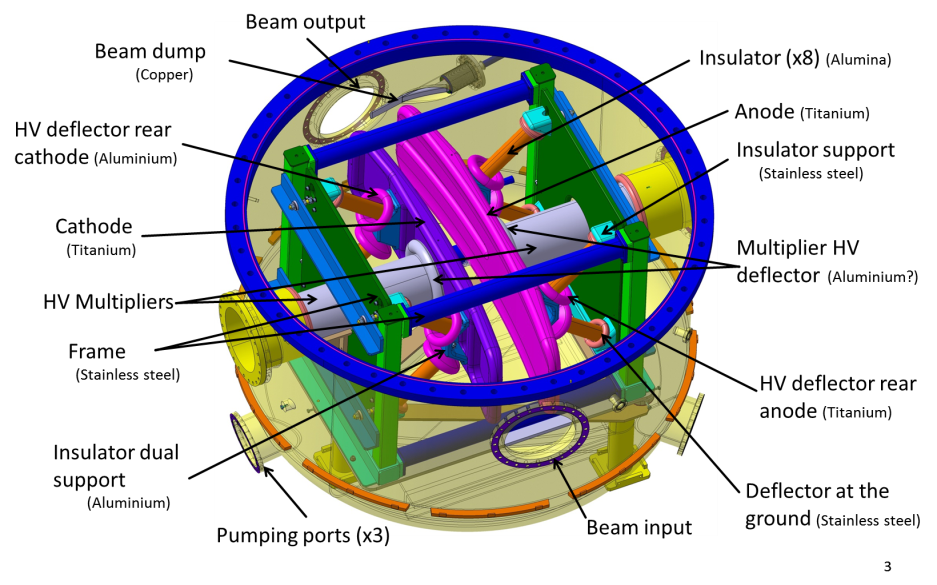 Beam output
Beam dump
(Copper)
HV deflector rear
cathode (Aluminium)
Cathode
(Titanium)
HV Multipliers
Frame
(Stainless steel)
Insulator dual
support
(Aluminium)
Pumping ports (x3)
Insulator (x8) (Alumina)
Anode (Titanium)
Insulator support
(Stainless steel)
Multiplier HV
deflector (Aluminium?)
HV deflector rear
anode (Titanium)
Deflector at the
ground (Stainless steel)
Beam input
3